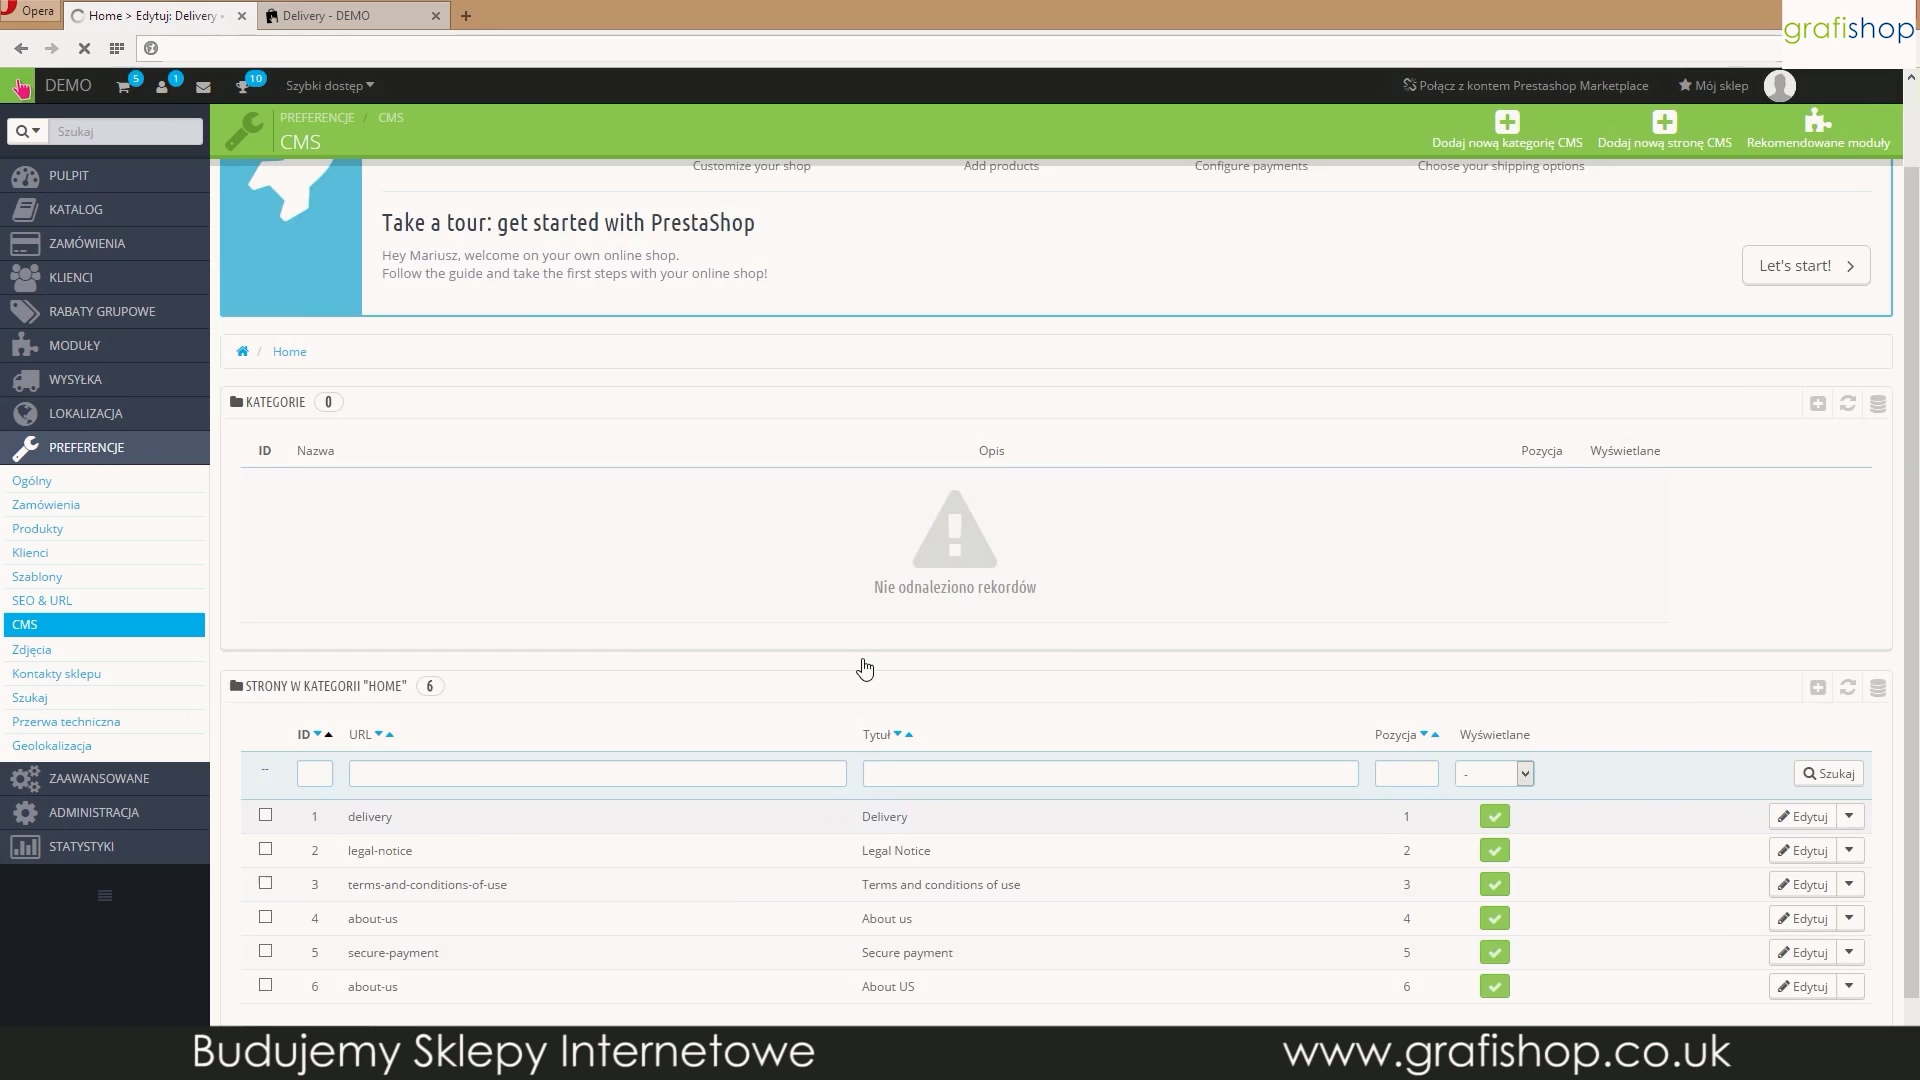 Opera
Home > Edytuj: Delivery
Delivery - DEMO
grafishop
DEMO
5
1
10
Szybki dostęp
Połącz z kontem Prestashop Marketplace
Mój sklep
Szukaj
PREFERENCJE / CMS
CMS
Dodaj nową kategorię CMS
Dodaj nową stronę CMS
Rekomendowane moduły
PULPIT
KATALOG
ZAMÓWIENIA
KLIENCI
RABATY GRUPOWE
MODUŁY
WYSYŁKA
LOKALIZACJA
PREFERENCJE
Ogólny
Zamówienia
Produkty
Klienci
Szablony
SEO & URL
CMS
Zdjęcia
Kontakty sklepu
Szukaj
Przerwa techniczna
Geolokalizacja
ZAAWANSOWANE
ADMINISTRACJA
STATYSTYKI
Customize your shop
Add products
Configure payments
Choose your shipping options
Take a tour: get started with PrestaShop
Hey Mariusz, welcome on your own online shop.
Follow the guide and take the first steps with your online shop!
Let's start!
/ Home
KATEGORIE 0
ID Nazwa Opis Pozycja Wyświetlane
Nie odnaleziono rekordów
STRONY W KATEGORII "HOME" 6
ID URL Tytuł Pozycja Wyświetlane
-- - Szukaj
1 delivery Delivery 1 Edytuj
2 legal-notice Legal Notice 2 Edytuj
3 terms-and-conditions-of-use Terms and conditions of use 3 Edytuj
4 about-us About us 4 Edytuj
5 secure-payment Secure payment 5 Edytuj
6 about-us About US 6 Edytuj
Budujemy Sklepy Internetowe
www.grafishop.co.uk